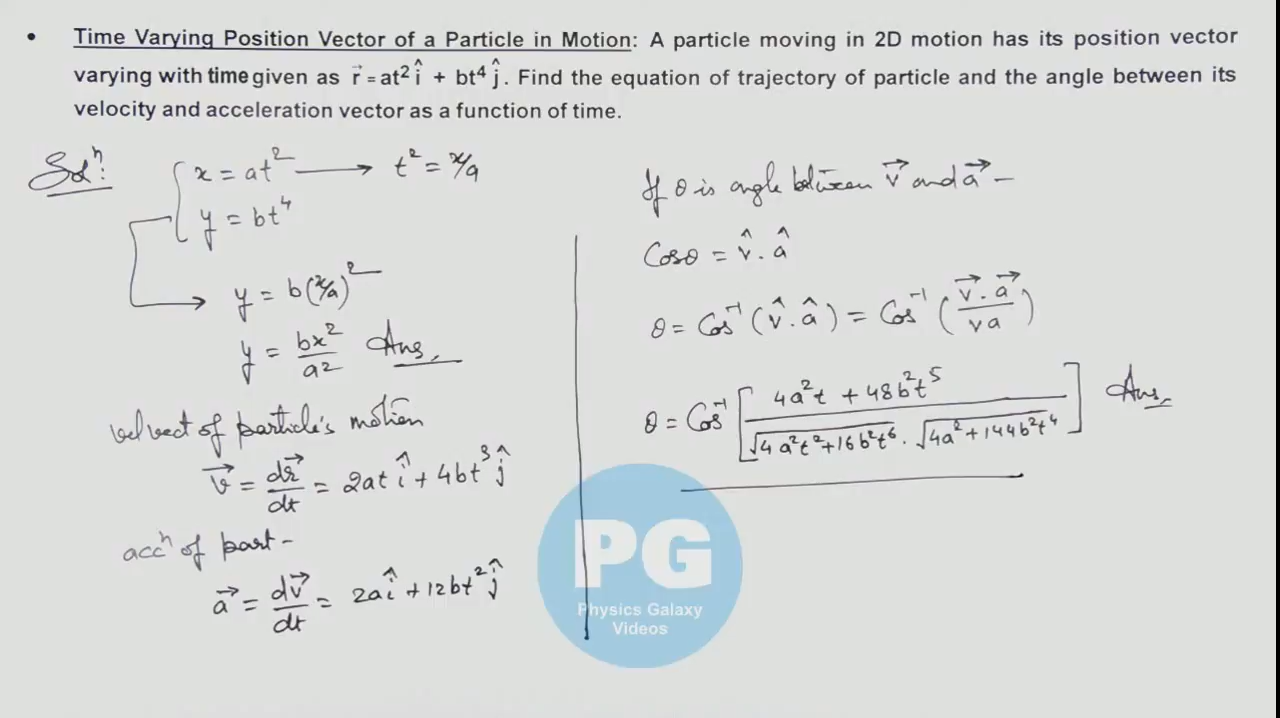 • Time Varying Position Vector of a Particle in Motion: A particle moving in 2D motion has its position vector
varying with time given as r⃗ = at² î + bt⁴ ĵ. Find the equation of trajectory of particle and the angle between its
velocity and acceleration vector as a function of time.
Solⁿ:
x = at² → t² = x/a
y = bt⁴
y = b(x/a)²
y = bx²/a² Ans.
vel vect of particle's motion
v⃗ = dr⃗/dt = 2at î + 4bt³ ĵ
accⁿ of part –
a⃗ = dv⃗/dt = 2a î + 12bt² ĵ
If θ is angle between v⃗ and a⃗ –
Cosθ = v̂ . â
θ = Cos⁻¹(v̂ . â) = Cos⁻¹(v⃗ . a⃗ / va)
θ = Cos⁻¹[(4a²t + 48b²t⁵) / (√(4a²t² + 16b²t⁶) . √(4a² + 144b²t⁴))] Ans.
PG
Physics Galaxy
Videos